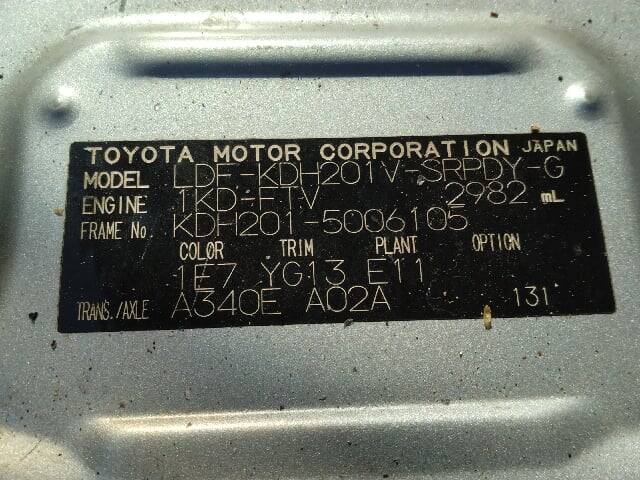 TOYOTA MOTOR CORPORATION JAPAN
MODEL LDF-KDH201V-SRPDY-G
ENGINE 1KD-FTV 2982 mL
FRAME No. KDH201-5006105
COLOR TRIM PLANT OPTION
1E7 YG13 E11
TRANS./AXLE A340E A02A 131